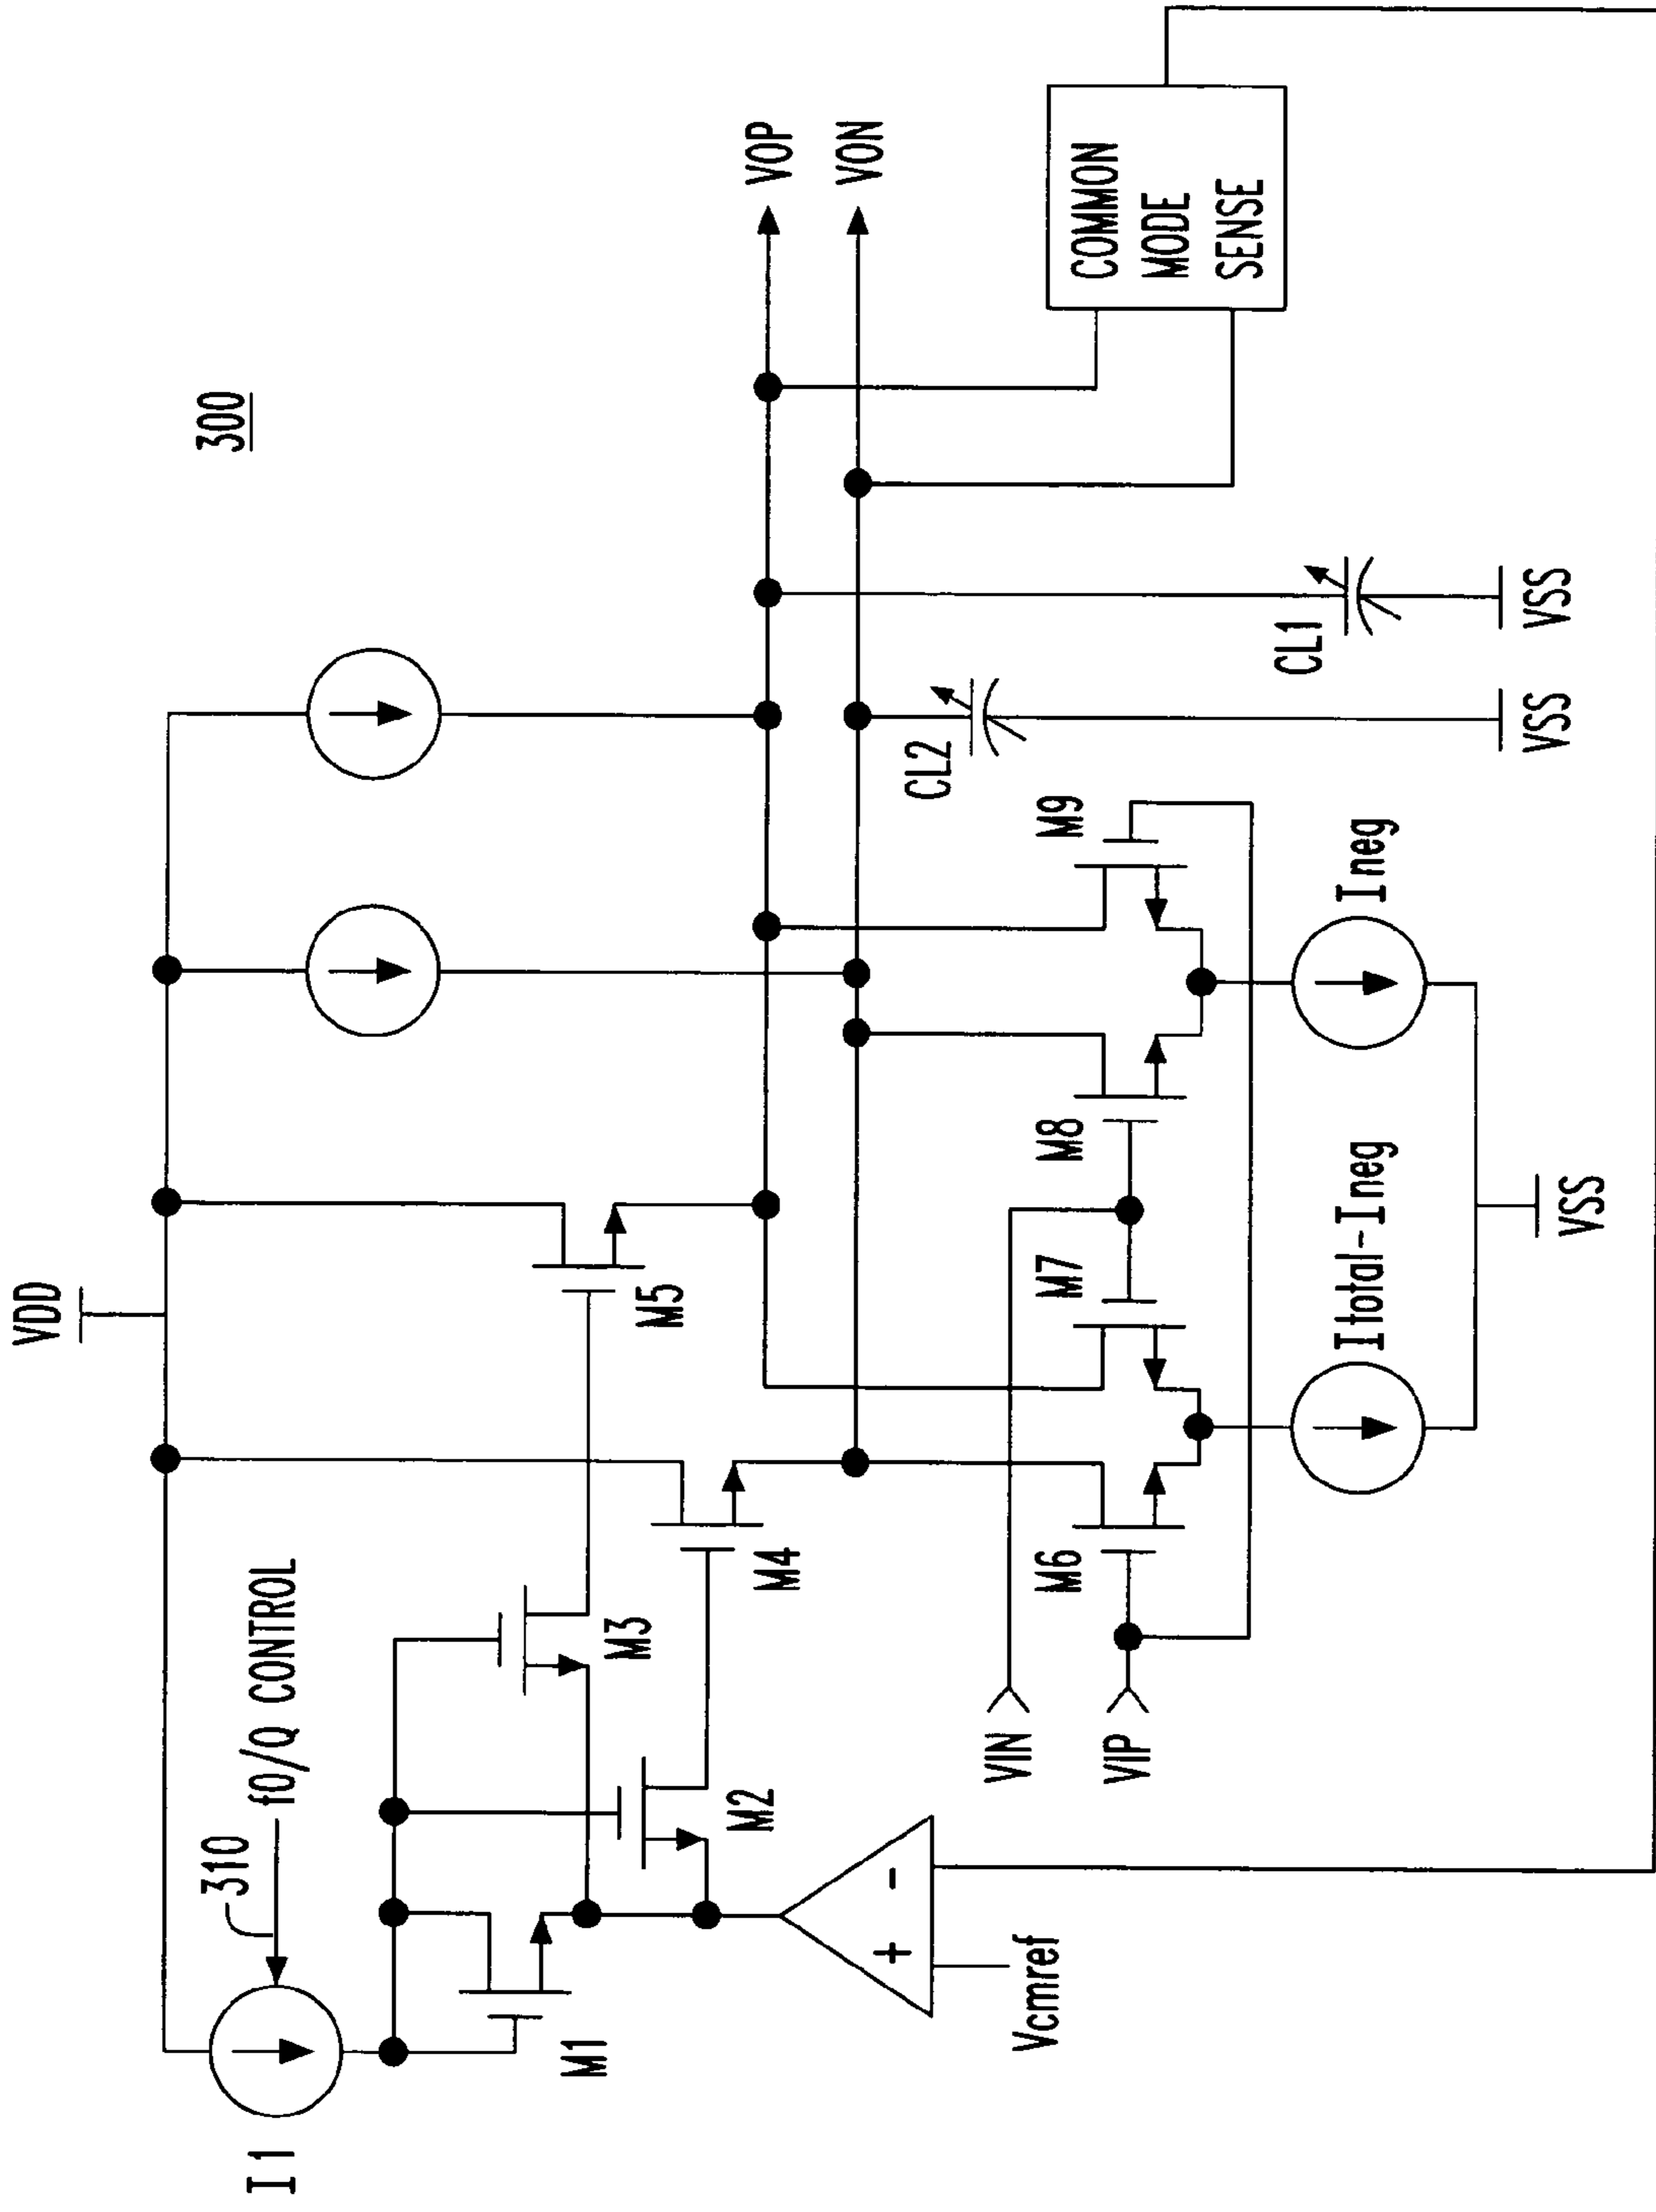 300
VDD
I1
310
f0/Q CONTROL
M1
M2
M3
M4
M5
VOP
VON
Vcmref
+
-
VIN
VIP
M6
M7
M8
M9
CL2
CL1
COMMON
MODE
SENSE
Itotal-Ineg
Ineg
VSS
VSS
VSS